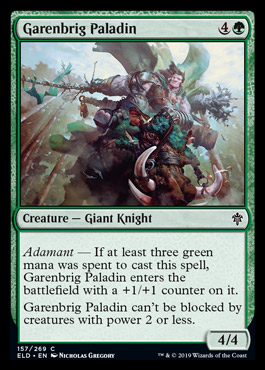 Garenbrig Paladin 4
Creature — Giant Knight
Adamant — If at least three green
mana was spent to cast this spell,
Garenbrig Paladin enters the
battlefield with a +1/+1 counter on it.
Garenbrig Paladin can't be blocked by
creatures with power 2 or less.
4/4
157/269 C
ELD • EN Nicholas Gregory
™ & © 2019 Wizards of the Coast